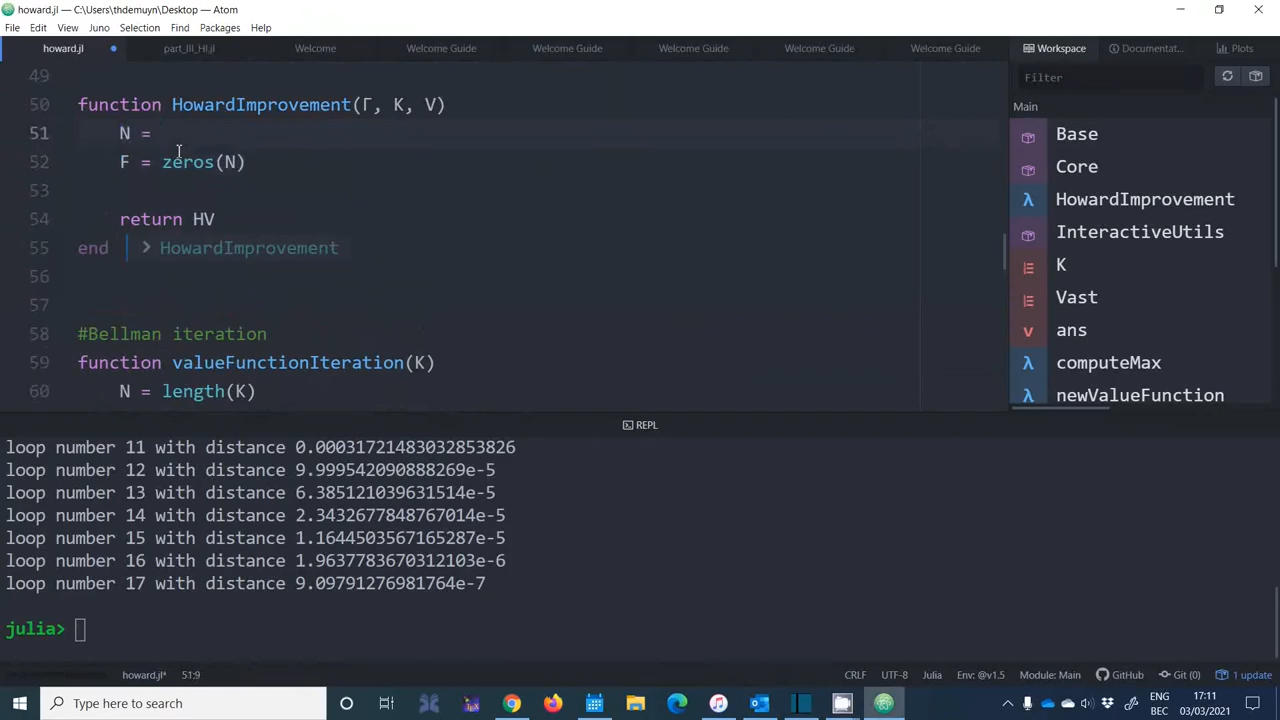 howard.jl — C:\Users\thdemuyn\Desktop — Atom
File Edit View Juno Selection Find Packages Help
howard.jl part_III_HI.jl Welcome Welcome Guide Welcome Guide Welcome Guide Welcome Guide Welcome Guide Workspace Documentat... Plots
49
50 function HowardImprovement(Γ, K, V)
51 N =
52 F = zeros(N)
53
54 return HV
55 end > HowardImprovement
56
57
58 #Bellman iteration
59 function valueFunctionIteration(K)
60 N = length(K)
Filter
Main
Base
Core
λ HowardImprovement
InteractiveUtils
K
Vast
v ans
λ computeMax
λ newValueFunction
REPL
loop number 11 with distance 0.00031721483032853826
loop number 12 with distance 9.999542090888269e-5
loop number 13 with distance 6.385121039631514e-5
loop number 14 with distance 2.3432677848767014e-5
loop number 15 with distance 1.1644503567165287e-5
loop number 16 with distance 1.9637783670312103e-6
loop number 17 with distance 9.09791276981764e-7
julia>
howard.jl* 51:9 CRLF UTF-8 Julia Env: @v1.5 Module: Main GitHub Git (0) 1 update
Type here to search
ENG
BEC
17:11
03/03/2021